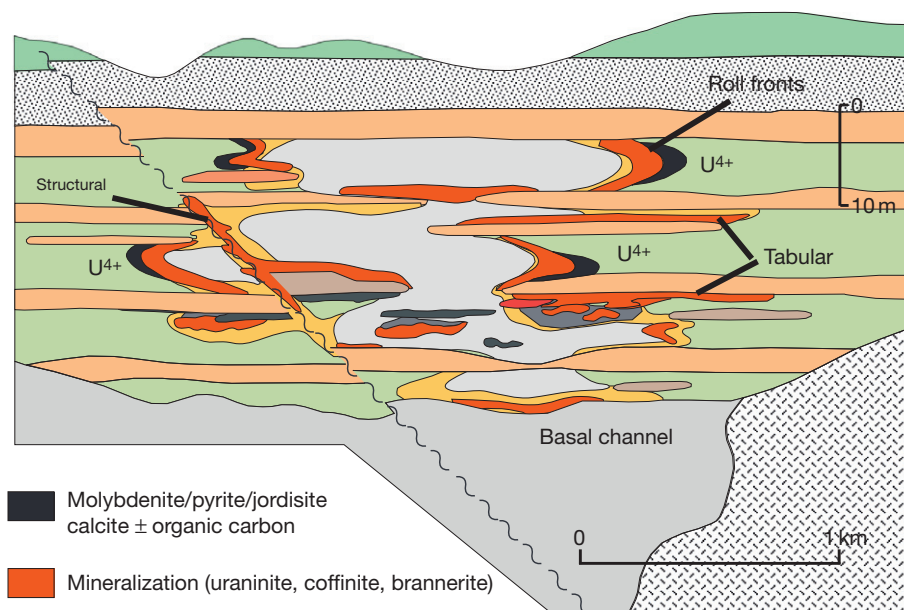 Roll fronts
0
U4+
Structural
10 m
U4+
U4+
Tabular
Basal channel
Molybdenite/pyrite/jordisite
calcite ± organic carbon
0
1 km
Mineralization (uraninite, coffinite, brannerite)